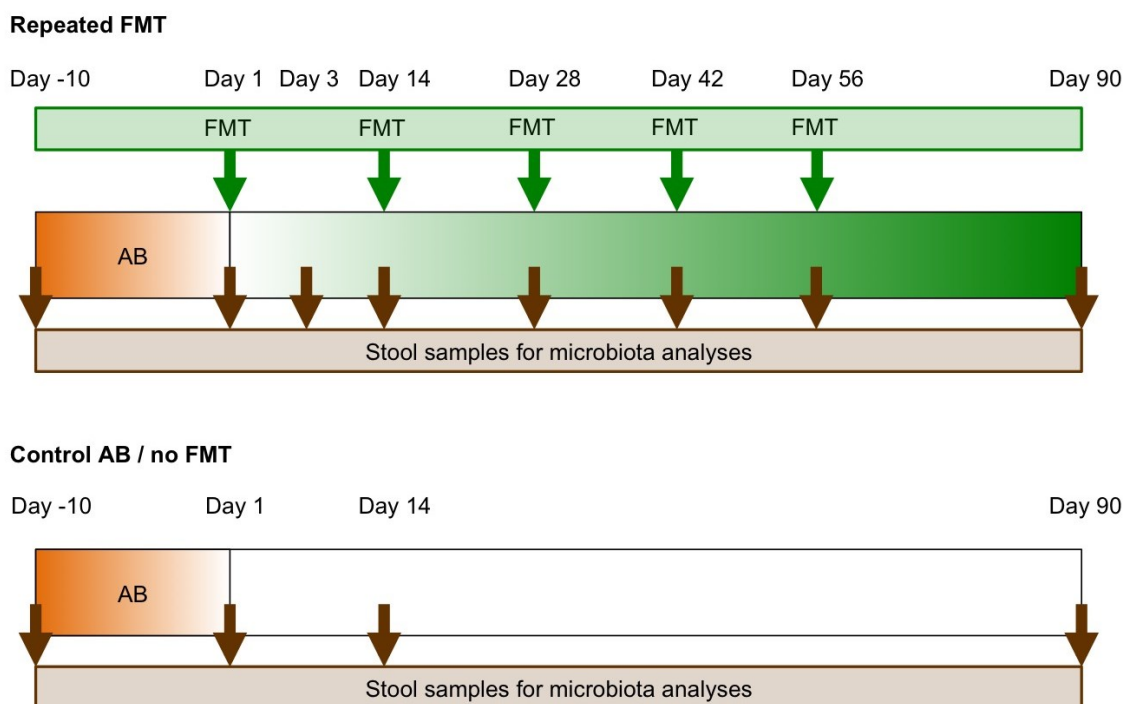 Repeated FMT
Day -10 Day 1 Day 3 Day 14 Day 28 Day 42 Day 56 Day 90
FMT FMT FMT FMT FMT
AB
Stool samples for microbiota analyses
Control AB / no FMT
Day -10 Day 1 Day 14 Day 90
AB
Stool samples for microbiota analyses